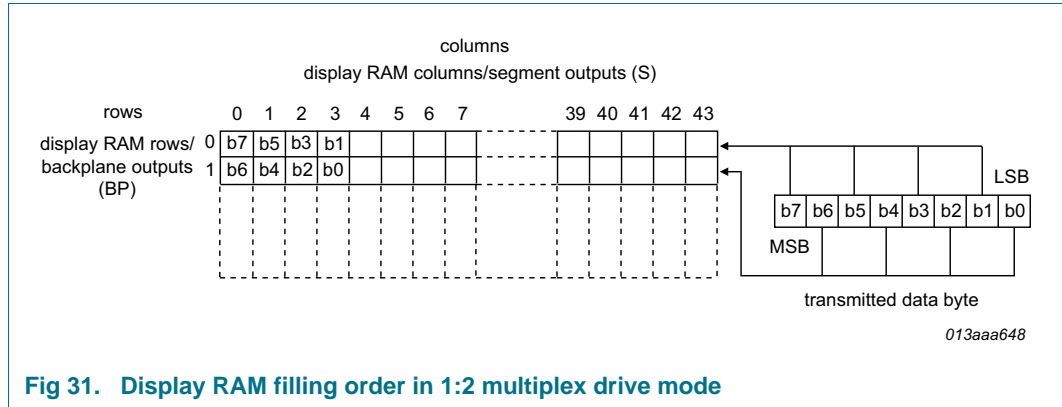 columns
display RAM columns/segment outputs (S)
rows 0 1 2 3 4 5 6 7 39 40 41 42 43
display RAM rows/ 0 b7 b5 b3 b1
backplane outputs 1 b6 b4 b2 b0
(BP)
LSB
b7 b6 b5 b4 b3 b2 b1 b0
MSB
transmitted data byte
013aaa648
Fig 31. Display RAM filling order in 1:2 multiplex drive mode